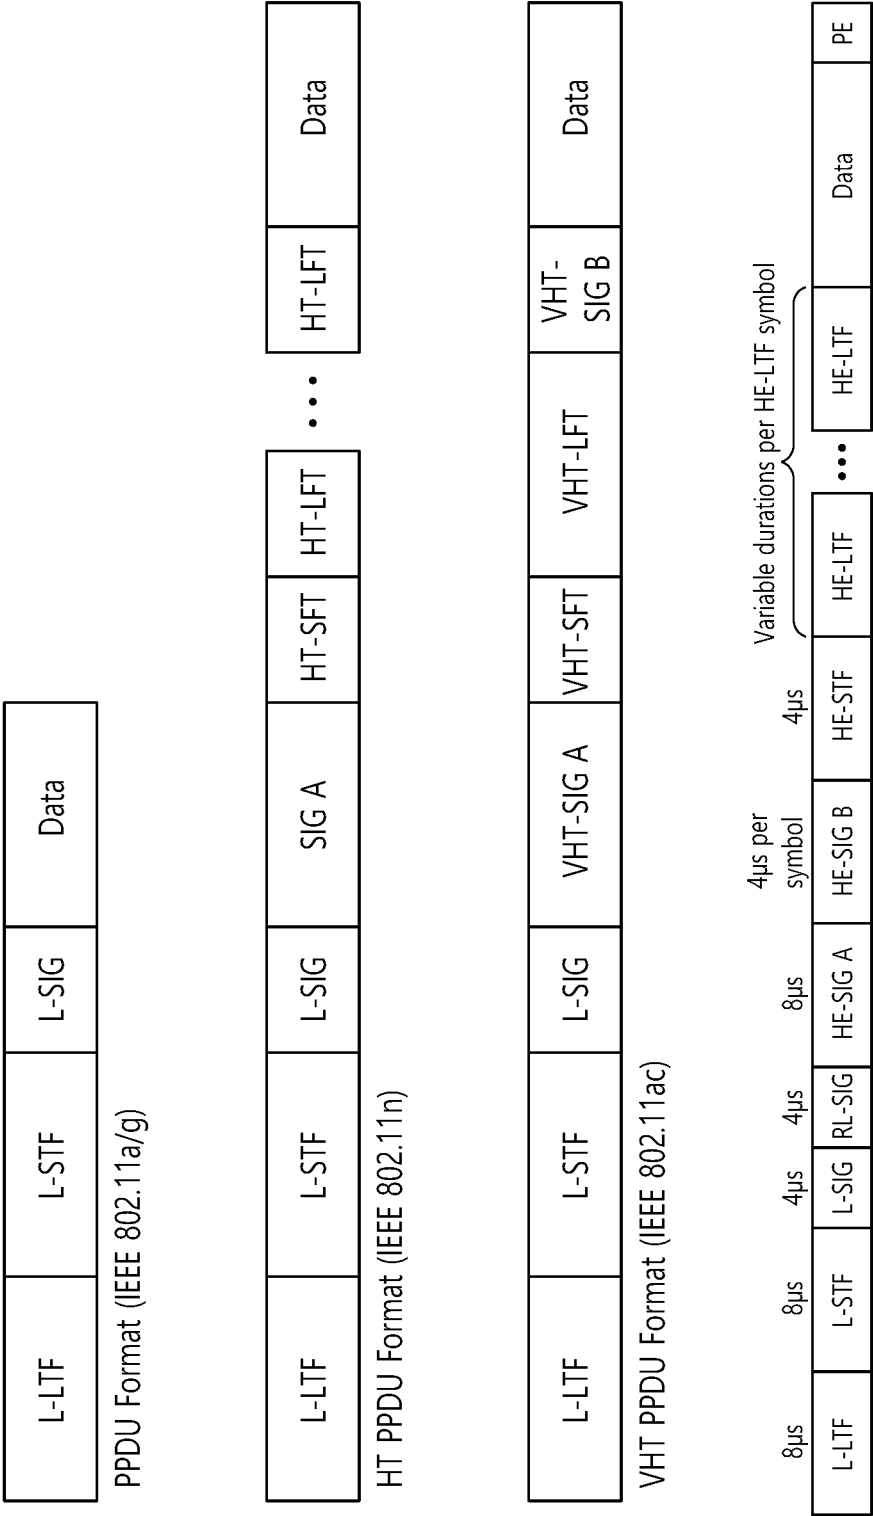 L-LTF
L-STF
L-SIG
Data
PPDU Format (IEEE 802.11a/g)
L-LTF
L-STF
L-SIG
SIG A
HT-SFT
HT-LFT
•••
HT-LFT
Data
HT PPDU Format (IEEE 802.11n)
L-LTF
L-STF
L-SIG
VHT-SIG A
VHT-SFT
VHT-LFT
VHT-
SIG B
Data
VHT PPDU Format (IEEE 802.11ac)
8µs
8µs
4µs
4µs
8µs
4µs per
symbol
4µs
Variable durations per HE-LTF symbol
L-LTF
L-STF
L-SIG
RL-SIG
HE-SIG A
HE-SIG B
HE-STF
HE-LTF
•••
HE-LTF
Data
PE